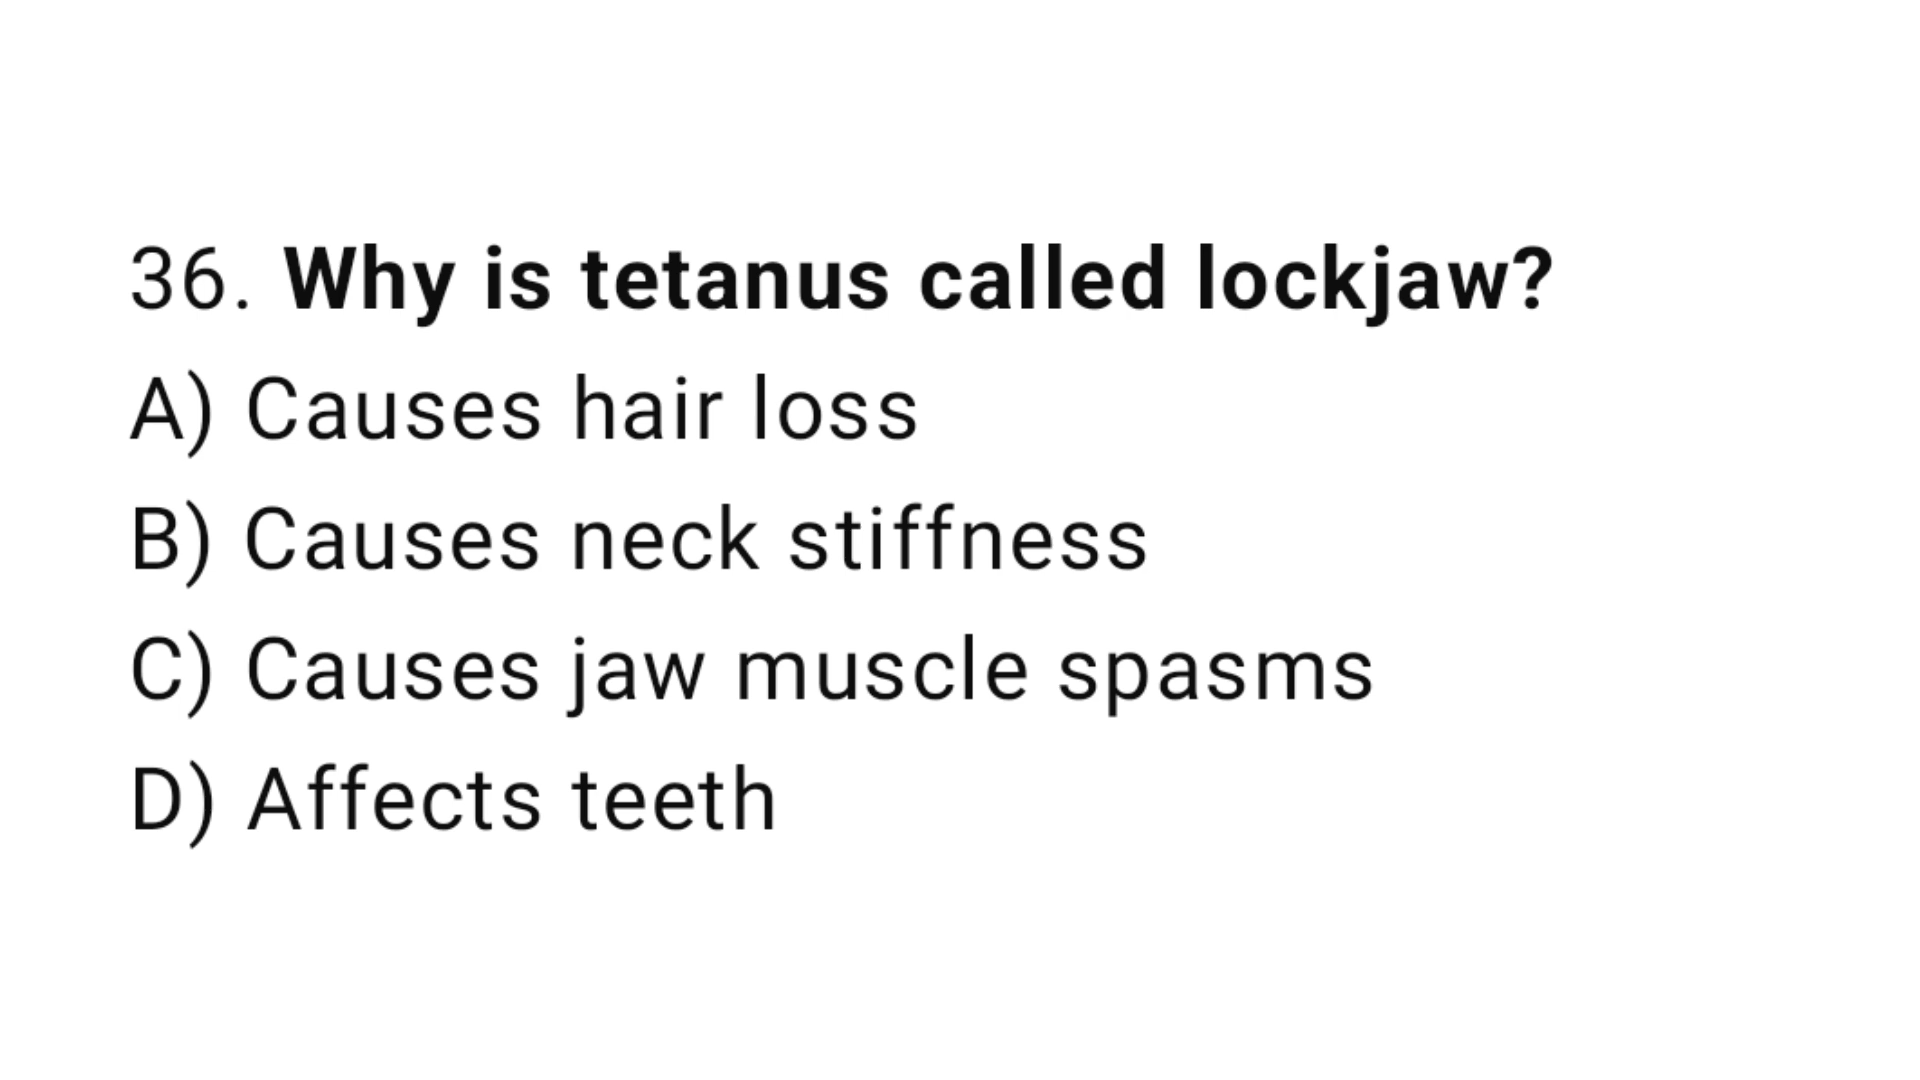 36. Why is tetanus called lockjaw?
A) Causes hair loss
B) Causes neck stiffness
C) Causes jaw muscle spasms
D) Affects teeth